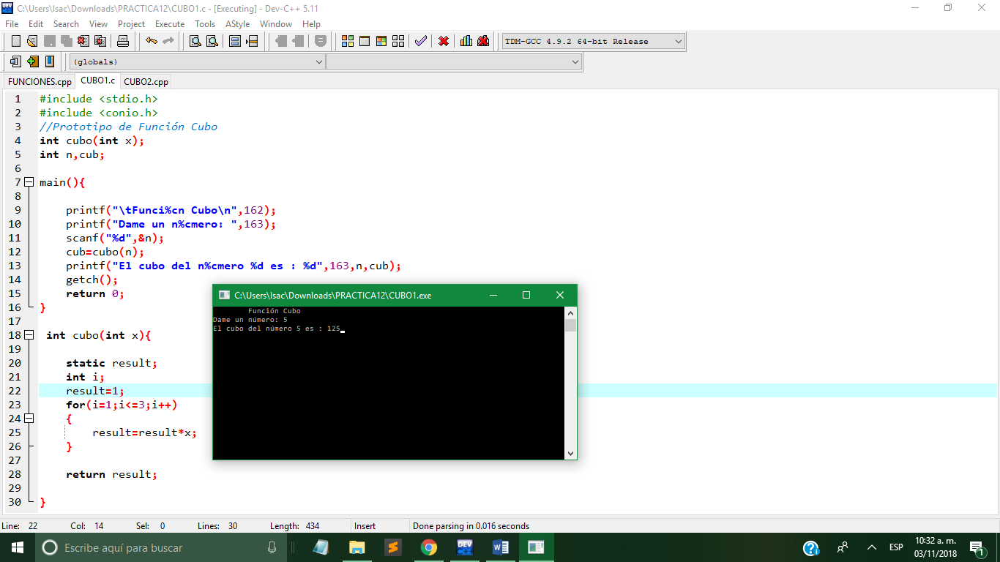 C:\Users\Isac\Downloads\PRACTICA12\CUBO1.c - [Executing] - Dev-C++ 5.11
File Edit Search View Project Execute Tools AStyle Window Help
TDM-GCC 4.9.2 64-bit Release
(globals)
FUNCIONES.cpp CUBO1.c CUBO2.cpp
1 #include <stdio.h>
2 #include <conio.h>
3 //Prototipo de Función Cubo
4 int cubo(int x);
5 int n,cub;
6
7 main(){
8
9 printf("\tFunci%cn Cubo\n",162);
10 printf("Dame un n%cmero: ",163);
11 scanf("%d",&n);
12 cub=cubo(n);
13 printf("El cubo del n%cmero %d es : %d",163,n,cub);
14 getch();
15 return 0;
16 }
17
18 int cubo(int x){
19
20 static result;
21 int i;
22 result=1;
23 for(i=1;i<=3;i++)
24 {
25 result=result*x;
26 }
27
28 return result;
29
30 }
C:\Users\Isac\Downloads\PRACTICA12\CUBO1.exe
Función Cubo
Dame un número: 5
El cubo del número 5 es : 125
Line: 22 Col: 14 Sel: 0 Lines: 30 Length: 434 Insert Done parsing in 0.016 seconds
Escribe aquí para buscar
DEV
ESP
10:32 a. m.
03/11/2018
1